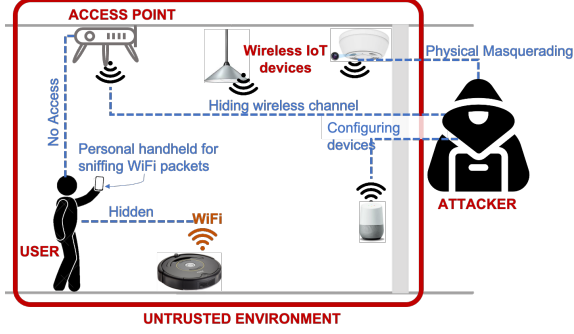 ACCESS POINT
Wireless IoT
devices
Physical Masquerading
No Access
Hiding wireless channel
Configuring
devices
Personal handheld for
sniffing WiFi packets
Hidden
WiFi
USER
ATTACKER
UNTRUSTED ENVIRONMENT